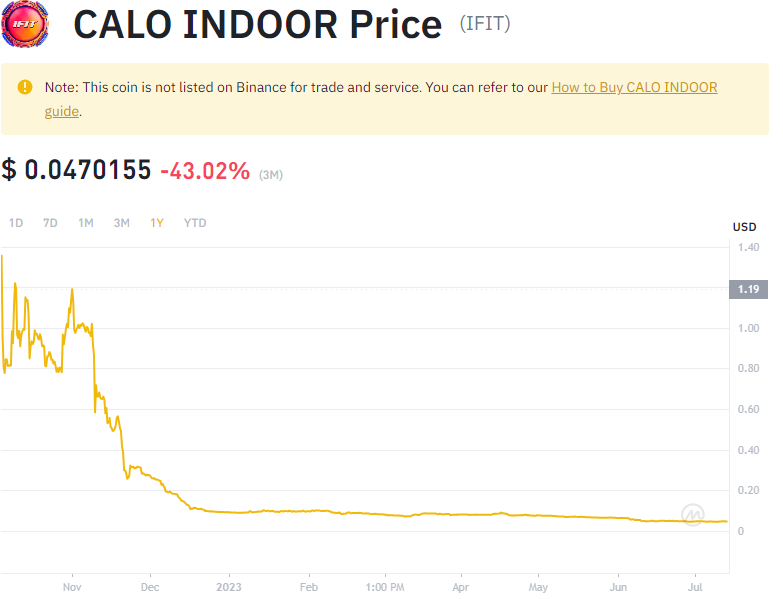 IFIT
CALO INDOOR Price (IFIT)
Note: This coin is not listed on Binance for trade and service. You can refer to our How to Buy CALO INDOOR
guide.
$ 0.0470155 -43.02% (3M)
1D 7D 1M 3M 1Y YTD
USD
1.40
1.19
1.00
0.80
0.60
0.40
0.20
0
Nov Dec 2023 Feb 1:00 PM Apr May Jun Jul